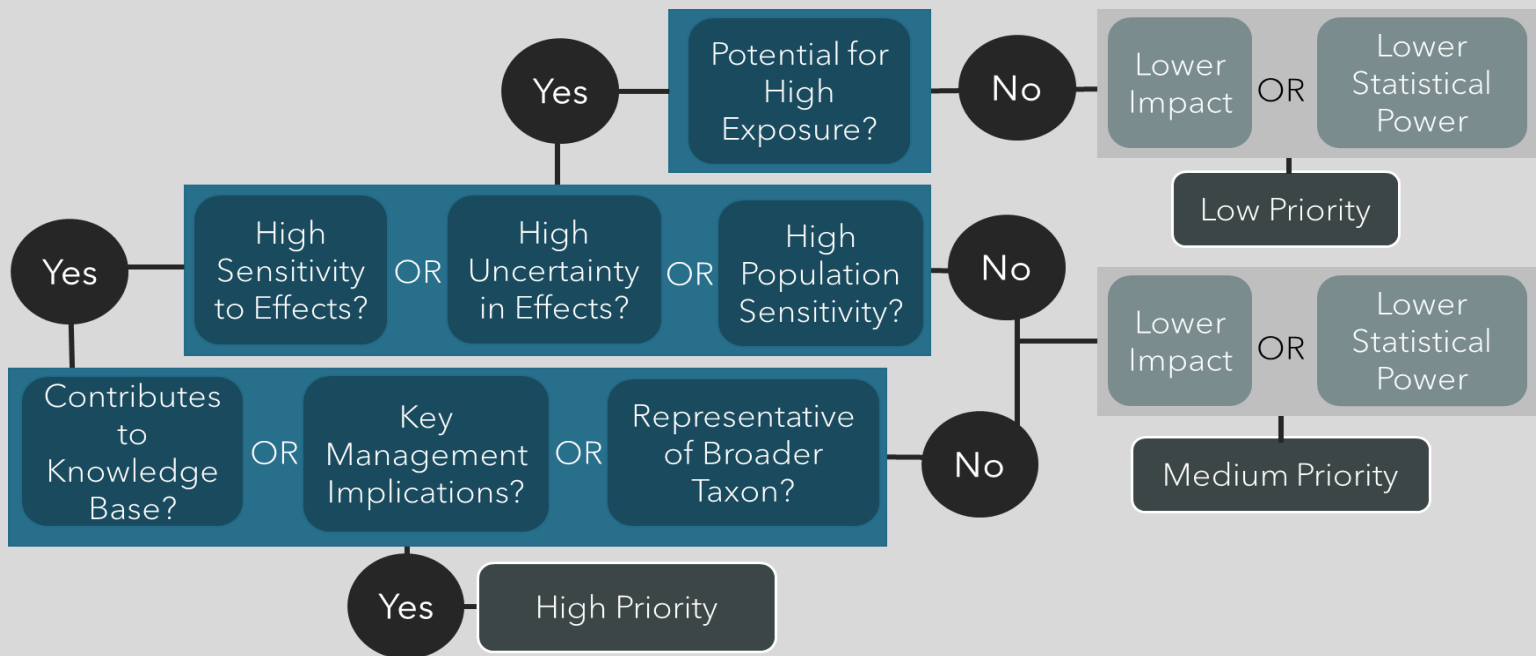 Yes
Potential for
High
Exposure?
No
Lower
Impact
OR
Lower
Statistical
Power
Low Priority
Yes
High
Sensitivity
to Effects?
OR
High
Uncertainty
in Effects?
OR
High
Population
Sensitivity?
No
Lower
Impact
OR
Lower
Statistical
Power
Medium Priority
Contributes
to
Knowledge
Base?
OR
Key
Management
Implications?
OR
Representative
of Broader
Taxon?
No
Yes
High Priority